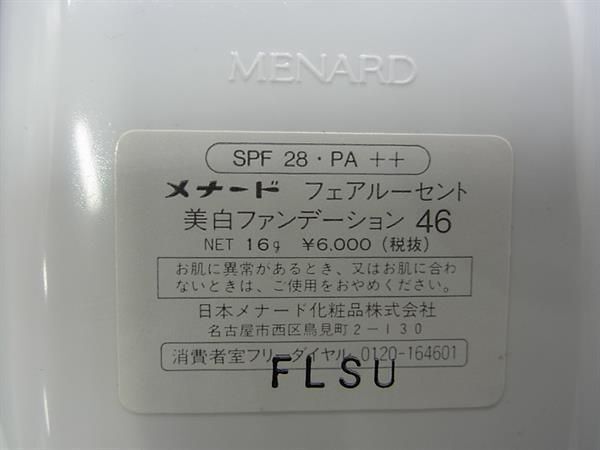 MENARD
SPF 28・PA ++
メナード フェアルーセント
美白ファンデーション 46
NET 16g ¥6,000 (税抜)
お肌に異常があるとき、又はお肌に合わ
ないときは、ご使用をおやめください。
日本メナード化粧品株式会社
名古屋市西区鳥見町2-130
消費者室フリーダイヤル 0120-164601
FLSU